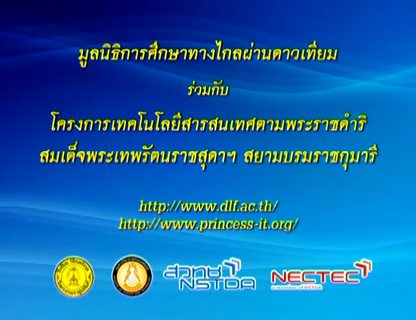 มูลนิธิการศึกษาทางไกลผ่านดาวเทียม
ร่วมกับ
โครงการเทคโนโลยีสารสนเทศตามพระราชดำริ
สมเด็จพระเทพรัตนราชสุดาฯ สยามบรมราชกุมารี
http://www.dlf.ac.th/
http://www.princess-it.org/
สวทช
NSTDA
NECTEC
a member of NSTDA